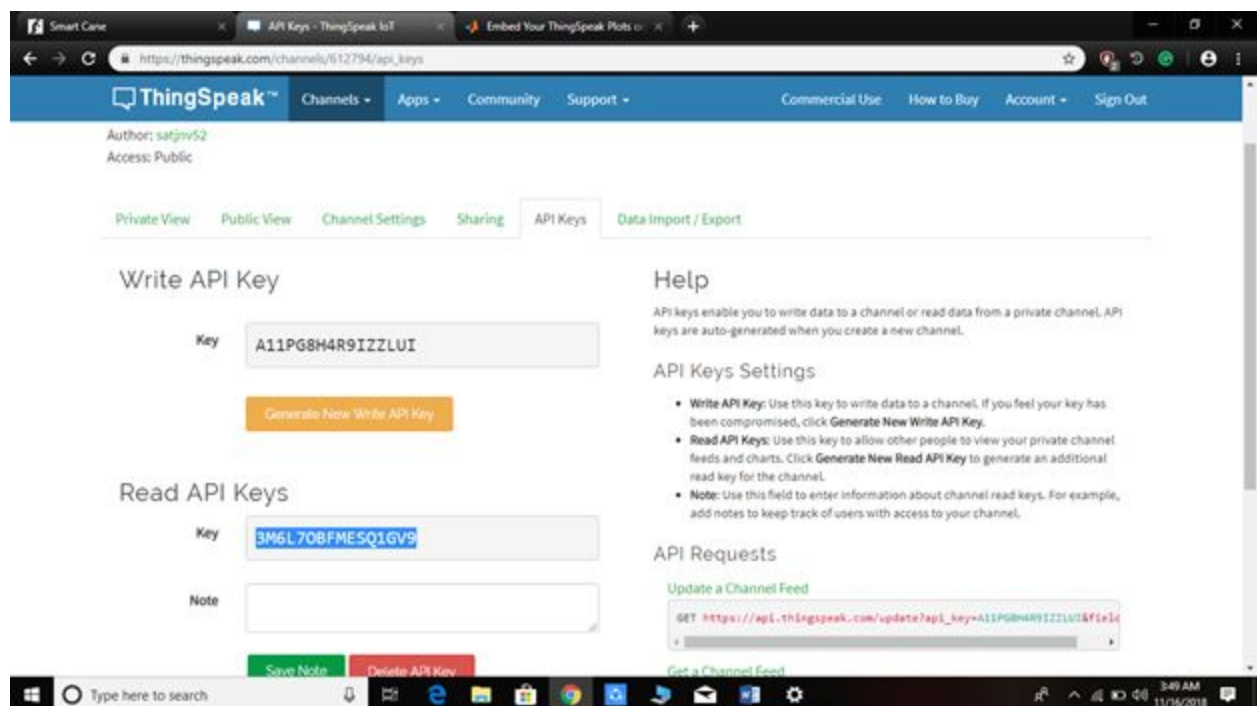 Smart Cane
API Keys - ThingSpeak IoT
Embed Your ThingSpeak Plots
https://thingspeak.com/channels/612794/api_keys
ThingSpeak™ Channels Apps Community Support Commercial Use How to Buy Account Sign Out
Author: satjnv52
Access: Public
Private View Public View Channel Settings Sharing API Keys Data Import / Export
Write API Key
Key A11PG8H4R9IZZLUI
Generate New Write API Key
Read API Keys
Key 3M6L7OBFMESQ1GV9
Note
Save Note Delete API Key
Help
API keys enable you to write data to a channel or read data from a private channel. API
keys are auto-generated when you create a new channel.
API Keys Settings
• Write API Key: Use this key to write data to a channel. If you feel your key has
been compromised, click Generate New Write API Key.
• Read API Keys: Use this key to allow other people to view your private channel
feeds and charts. Click Generate New Read API Key to generate an additional
read key for the channel.
• Note: Use this field to enter information about channel read keys. For example,
add notes to keep track of users with access to your channel.
API Requests
Update a Channel Feed
GET https://api.thingspeak.com/update?api_key=A11PG8H4R9IZZLUI&field
Get a Channel Feed
Type here to search
3:49 AM
11/16/2018